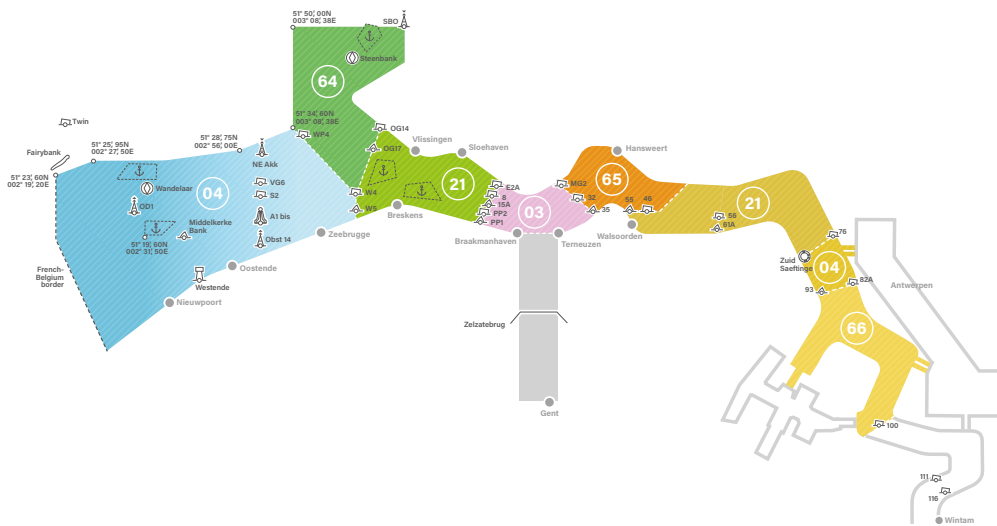 51° 50', 00N
003° 08', 38E
SBO
Steenbank
64
51° 34', 60N
003° 08', 38E
WP4
OG14
OG17
Twin
Fairybank
51° 25', 95N
002° 27', 50E
51° 28', 75N
002° 56', 00E
51° 23', 60N
002° 19', 20E
NE Akk
Wandelaar
04
VG6
S2
OD1
Middelkerke
Bank
A1 bis
Obst 14
51° 19', 60N
002° 31', 50E
French-
Belgium
border
Westende
Nieuwpoort
Oostende
Zeebrugge
W4
W5
Vlissingen
Sloehaven
21
Breskens
E2A
6
15A
PP2
PP1
03
Braakmanhaven
Terneuzen
MG2
65
Hansweert
32
35
55
46
Walsoorden
21
56
61A
76
Zuid
Saeftinge
04
93
82A
Antwerpen
66
Zelzatebrug
Gent
100
111
116
Wintam